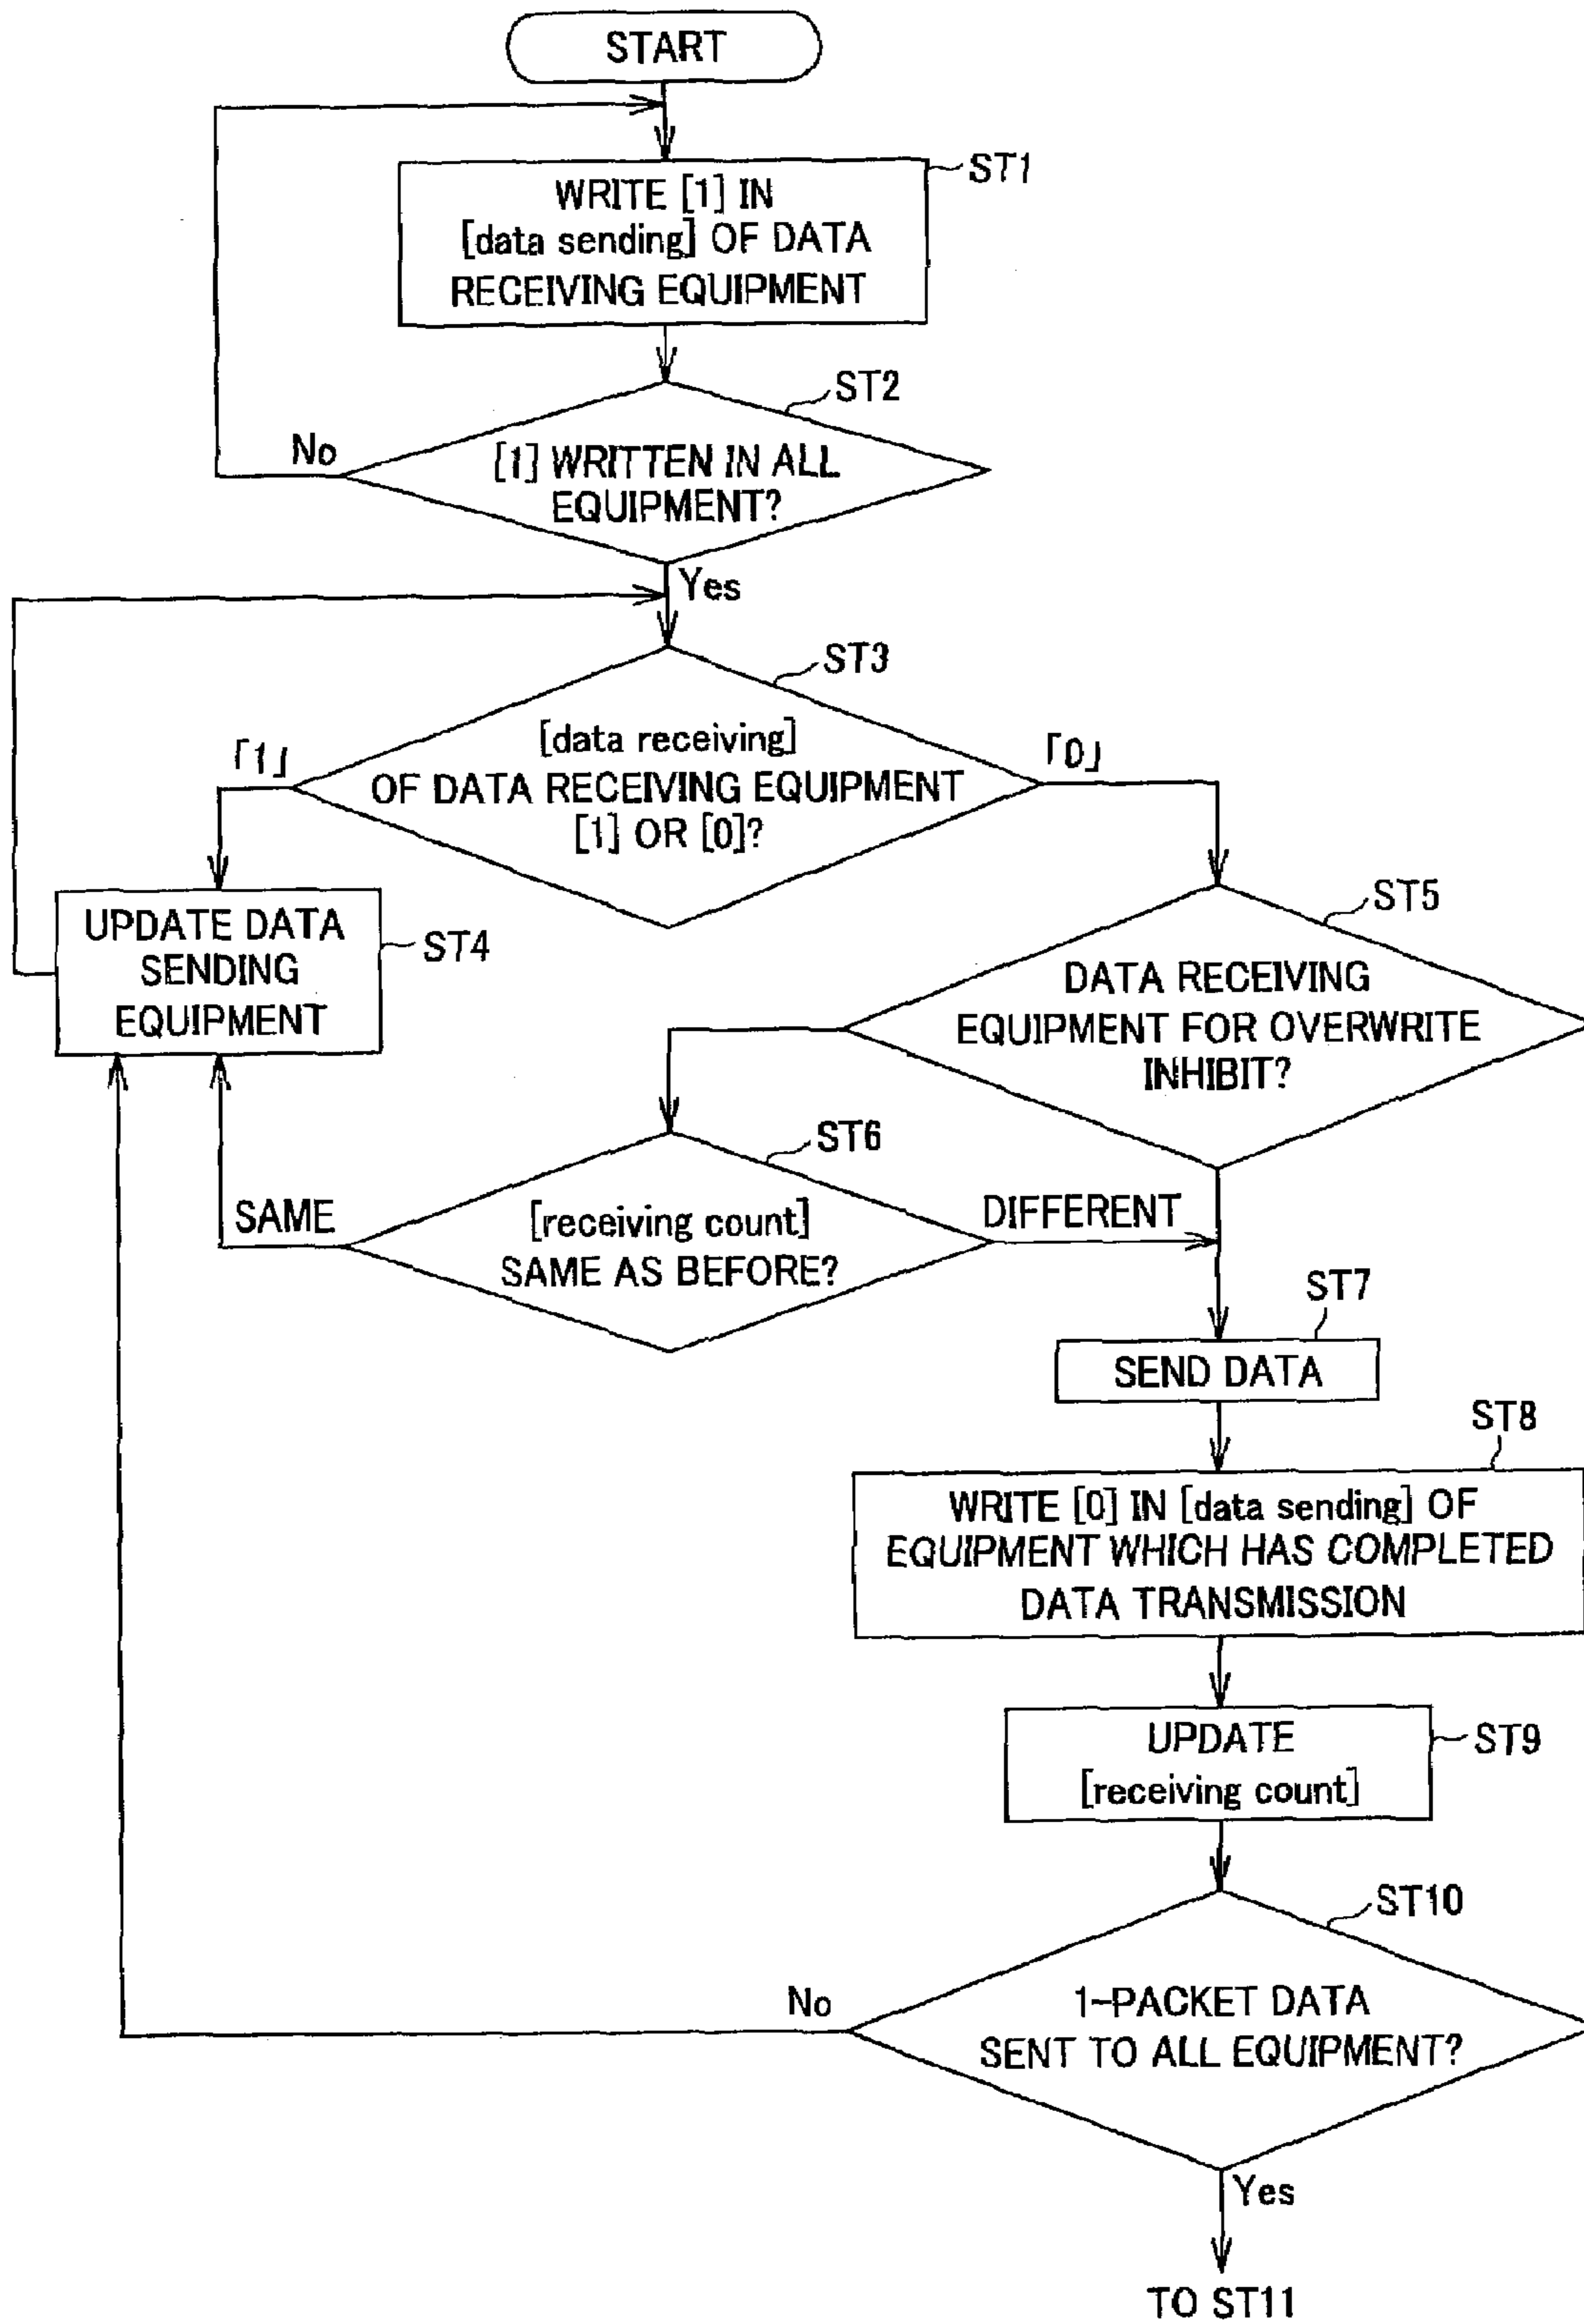 START
ST1
WRITE [1] IN
[data sending] OF DATA
RECEIVING EQUIPMENT
ST2
No
[1] WRITTEN IN ALL
EQUIPMENT?
Yes
ST3
「1」
[data receiving]
OF DATA RECEIVING EQUIPMENT
[1] OR [0]?
「0」
UPDATE DATA
SENDING
EQUIPMENT
ST4
ST5
DATA RECEIVING
EQUIPMENT FOR OVERWRITE
INHIBIT?
ST6
SAME
[receiving count]
SAME AS BEFORE?
DIFFERENT
ST7
SEND DATA
ST8
WRITE [0] IN [data sending] OF
EQUIPMENT WHICH HAS COMPLETED
DATA TRANSMISSION
UPDATE
[receiving count]
ST9
ST10
No
1-PACKET DATA
SENT TO ALL EQUIPMENT?
Yes
TO ST11